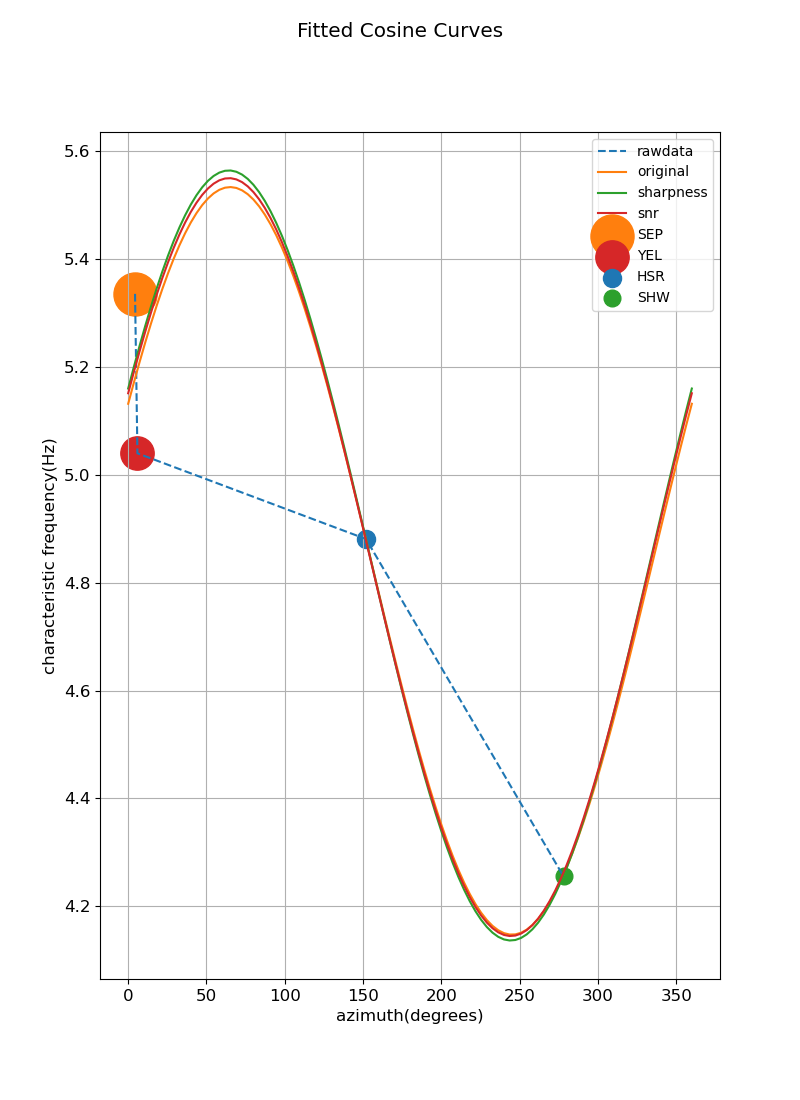 Fitted Cosine Curves
rawdata
original
sharpness
snr
SEP
YEL
HSR
SHW
5.6
5.4
5.2
5.0
4.8
4.6
4.4
4.2
characteristic frequency(Hz)
0 50 100 150 200 250 300 350
azimuth(degrees)